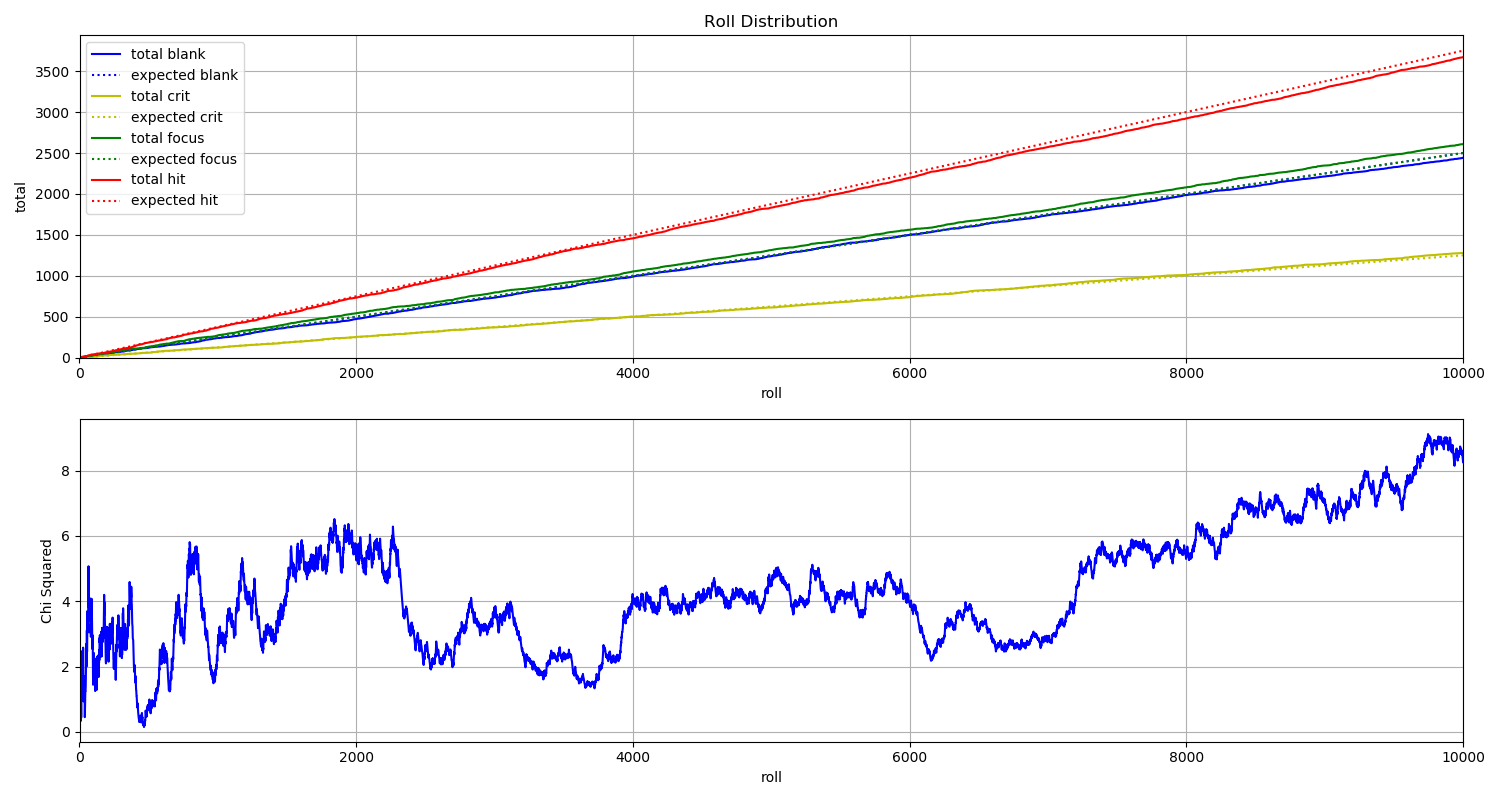 Roll Distribution
total blank
expected blank
total crit
expected crit
total focus
expected focus
total hit
expected hit
3500
3000
2500
2000
1500
1000
500
0
total
0 2000 4000 6000 8000 10000
roll
8
6
4
2
0
Chi Squared
0 2000 4000 6000 8000 10000
roll